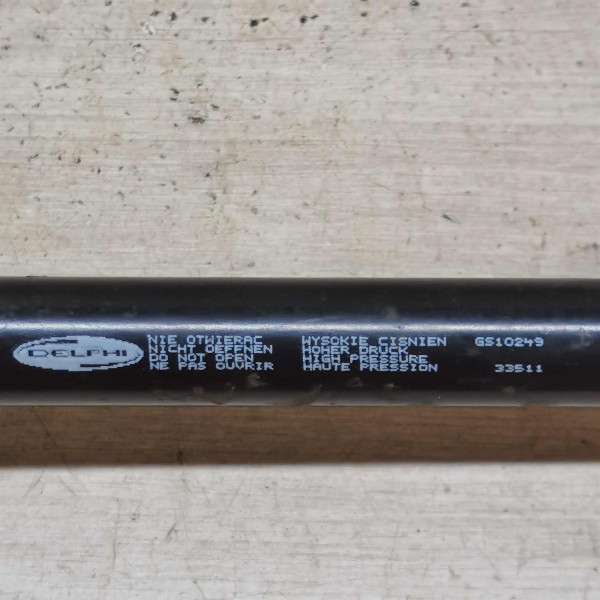 DELPHI
NIE OTWIERAC
NICHT OEFFNEN
DO NOT OPEN
NE PAS OUVRIR
WYSOKIE CISNIEN
HOHER DRUCK
HIGH PRESSURE
HAUTE PRESSION
GS10249
33511